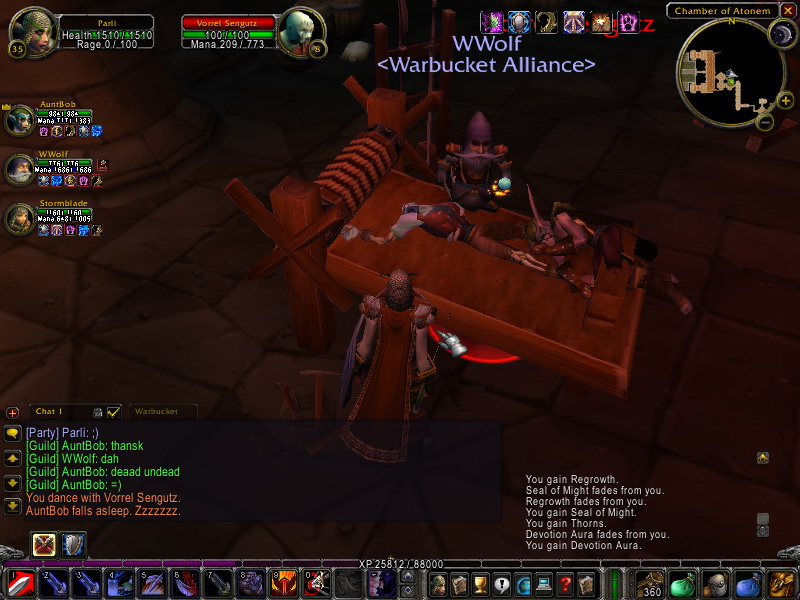 Parli
Health 1510 / 1510
Rage 0 / 100
35
Vorrel Sengutz
100 / 100
Mana 209 / 773
8
Chamber of Atonem
N
WWolf
<Warbucket Alliance>
AuntBob
984 / 984
WWolf
Stormblade
Chat 1
Warbucket
[Party] Parli: ;)
[Guild] AuntBob: thansk
[Guild] WWolf: dah
[Guild] AuntBob: deaad undead
[Guild] AuntBob: =)
You dance with Vorrel Sengutz.
AuntBob falls asleep. Zzzzzzz.
You gain Regrowth.
Seal of Might fades from you.
Regrowth fades from you.
You gain Seal of Might.
You gain Thorns.
Devotion Aura fades from you.
You gain Devotion Aura.
XP 25812 / 88000
360